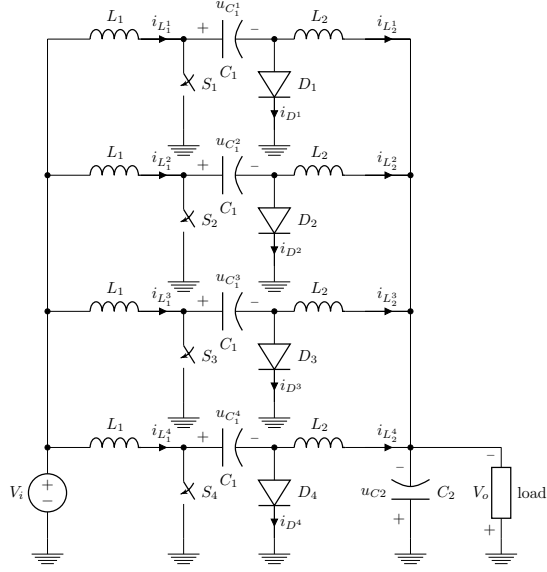 u_{C_1^1}
L_1 i_{L_1^1} + − L_2 i_{L_2^1}
C_1
S_1 D_1
i_{D^1}
u_{C_1^2}
L_1 i_{L_1^2} + − L_2 i_{L_2^2}
C_1
S_2 D_2
i_{D^2}
u_{C_1^3}
L_1 i_{L_1^3} + − L_2 i_{L_2^3}
C_1
S_3 D_3
i_{D^3}
u_{C_1^4}
L_1 i_{L_1^4} + − L_2 i_{L_2^4}
C_1 − −
V_i + − S_4 D_4 u_{C2} C_2 V_o load
i_{D^4} + +